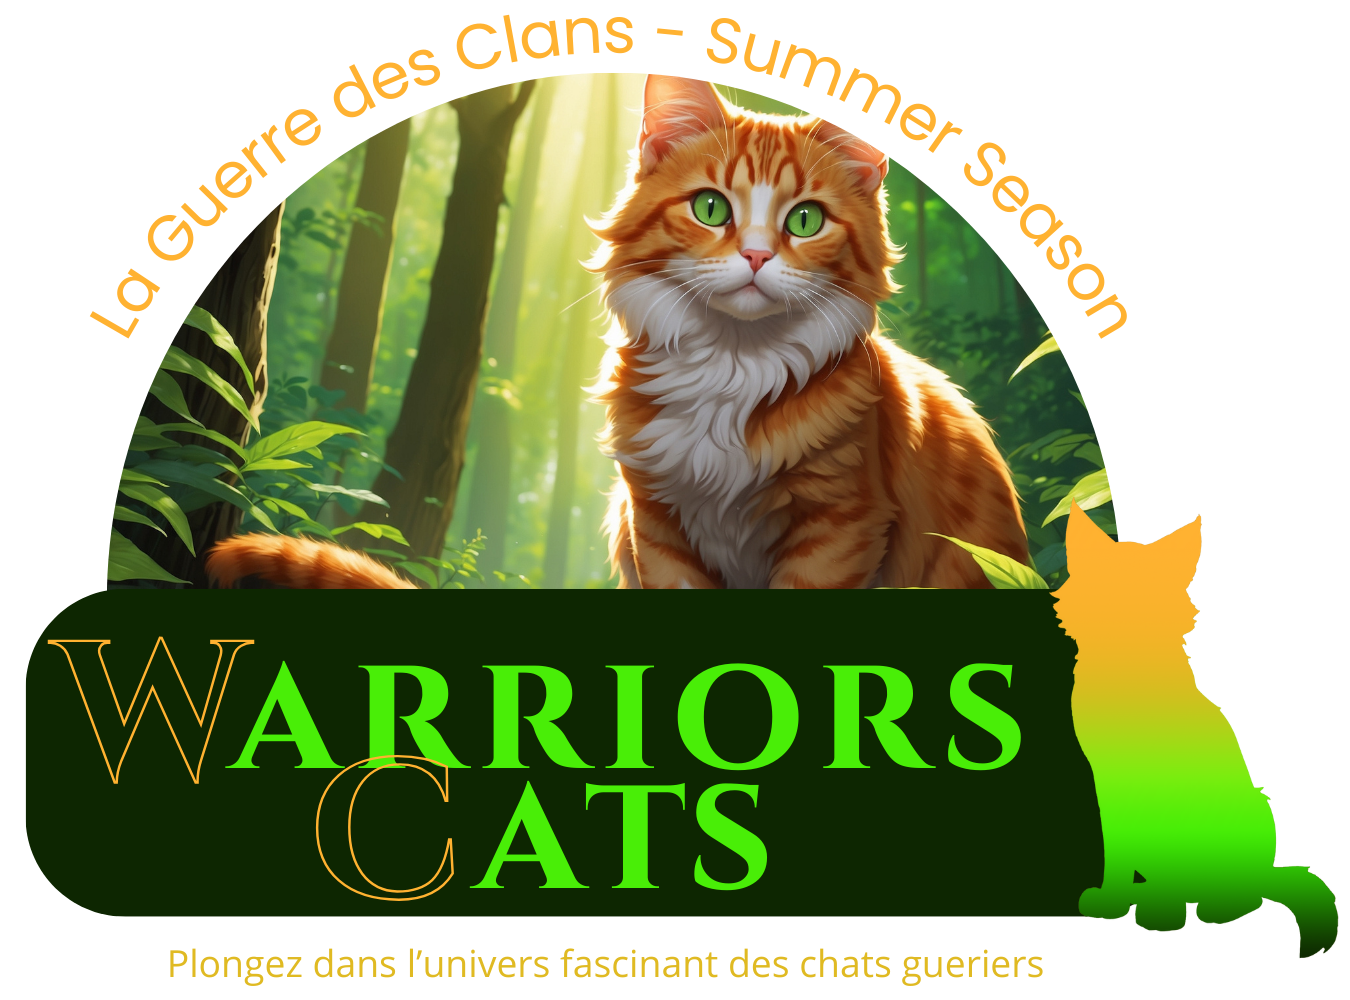 La Guerre des Clans - Summer Season
WARRIORS
CATS
Plongez dans l’univers fascinant des chats gueriers